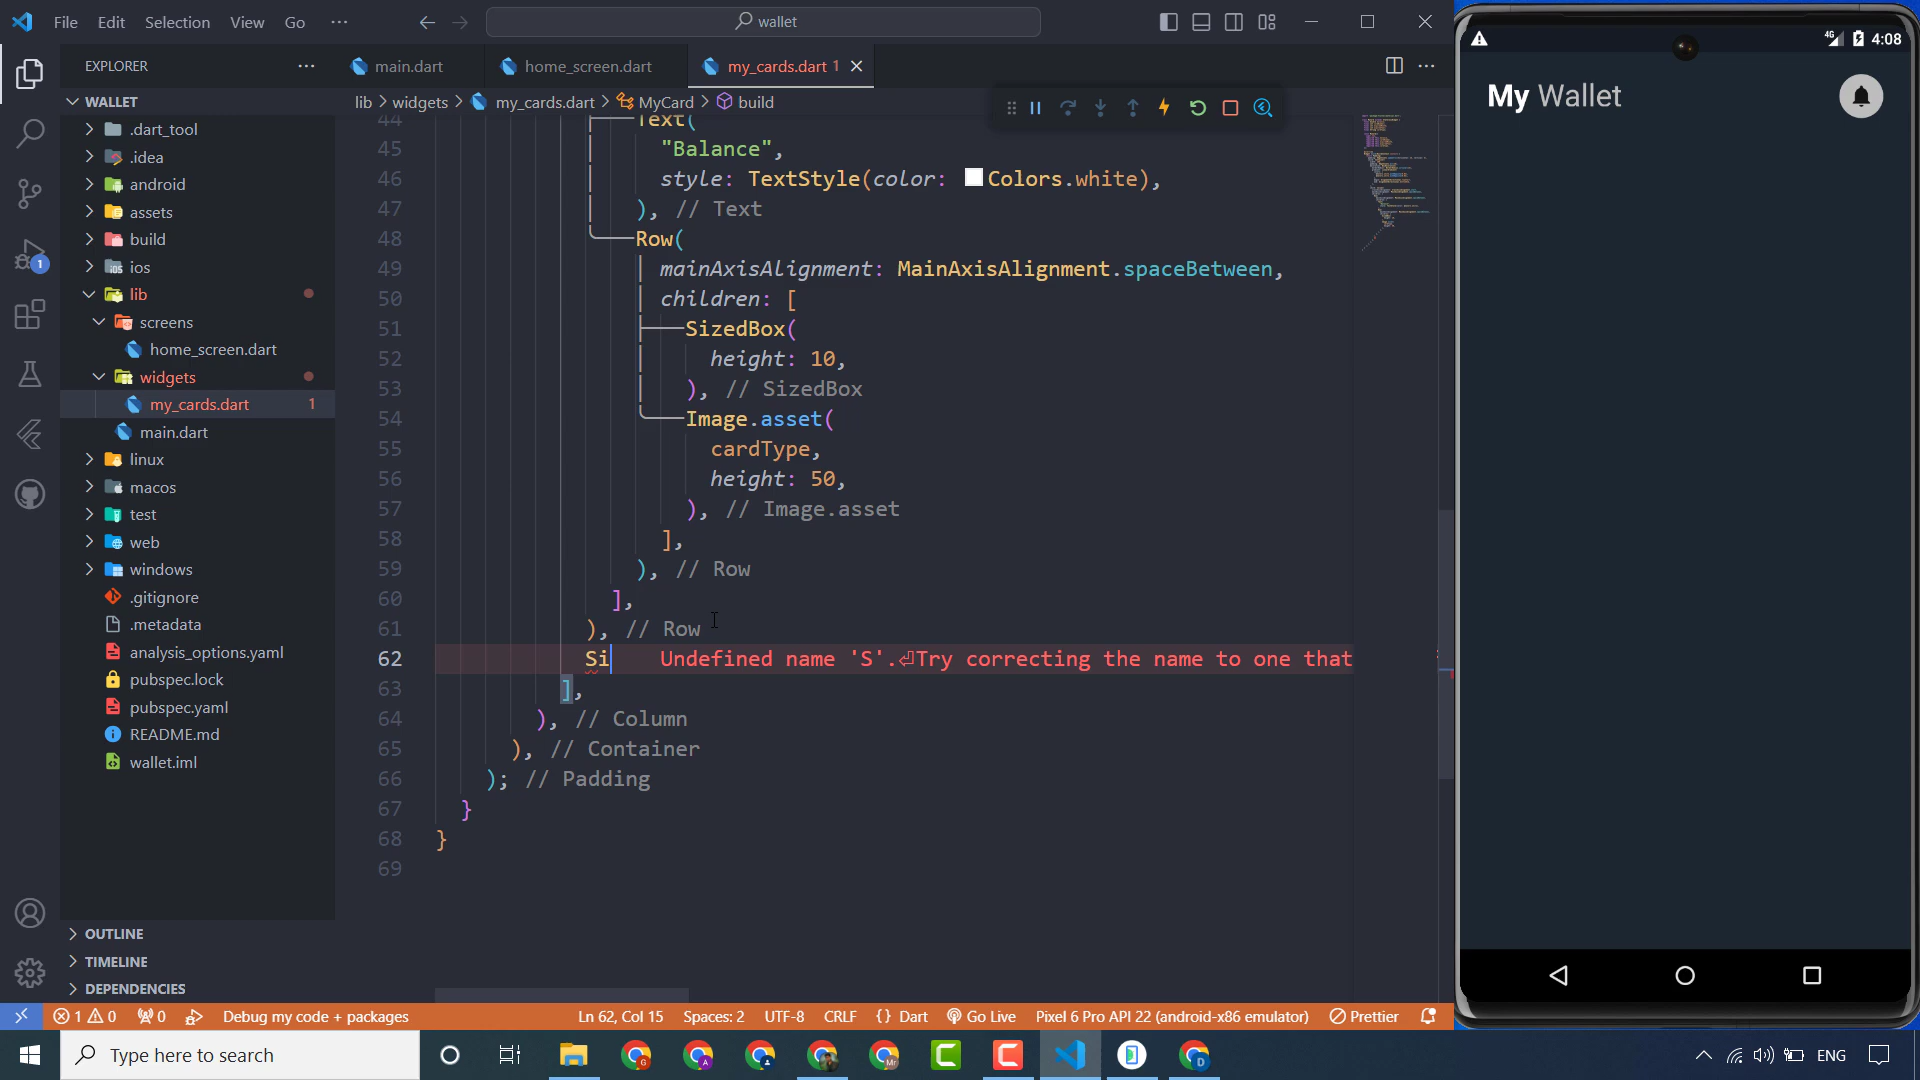 File Edit Selection View Go ··· wallet
EXPLORER ···
main.dart home_screen.dart my_cards.dart 1
lib > widgets > my_cards.dart > MyCard > build
WALLET
.dart_tool
.idea
android
assets
build
ios
lib
screens
home_screen.dart
widgets
my_cards.dart 1
main.dart
linux
macos
test
web
windows
.gitignore
.metadata
analysis_options.yaml
pubspec.lock
pubspec.yaml
README.md
wallet.iml
OUTLINE
TIMELINE
DEPENDENCIES
44 Text(
45 "Balance",
46 style: TextStyle(color: Colors.white),
47 ), // Text
48 Row(
49 mainAxisAlignment: MainAxisAlignment.spaceBetween,
50 children: [
51 SizedBox(
52 height: 10,
53 ), // SizedBox
54 Image.asset(
55 cardType,
56 height: 50,
57 ), // Image.asset
58 ],
59 ), // Row
60 ],
61 ), // Row
62 Si Undefined name 'S'.⏎Try correcting the name to one that
63 ],
64 ), // Column
65 ), // Container
66 ); // Padding
67 }
68 }
69
1
1 0 0 Debug my code + packages Ln 62, Col 15 Spaces: 2 UTF-8 CRLF {} Dart Go Live Pixel 6 Pro API 22 (android-x86 emulator) Prettier
Type here to search
ENG
4G 4:08
My Wallet